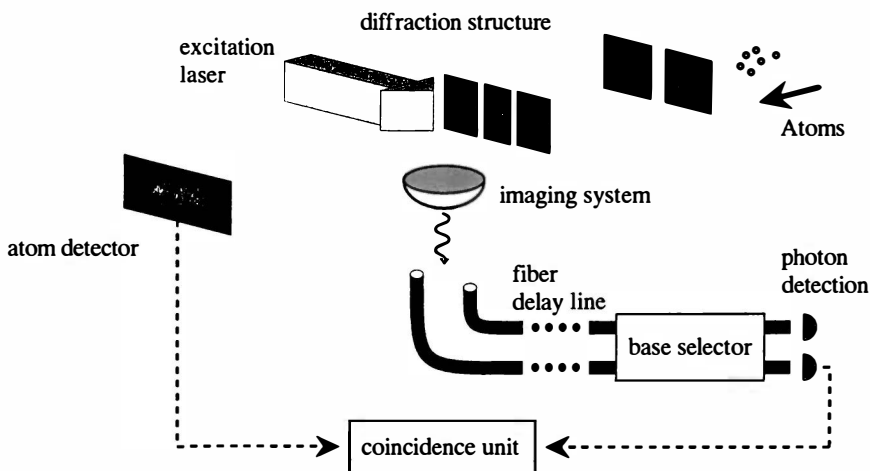 diffraction structure
excitation
laser
Atoms
imaging system
atom detector
fiber
delay line
photon
detection
base selector
coincidence unit